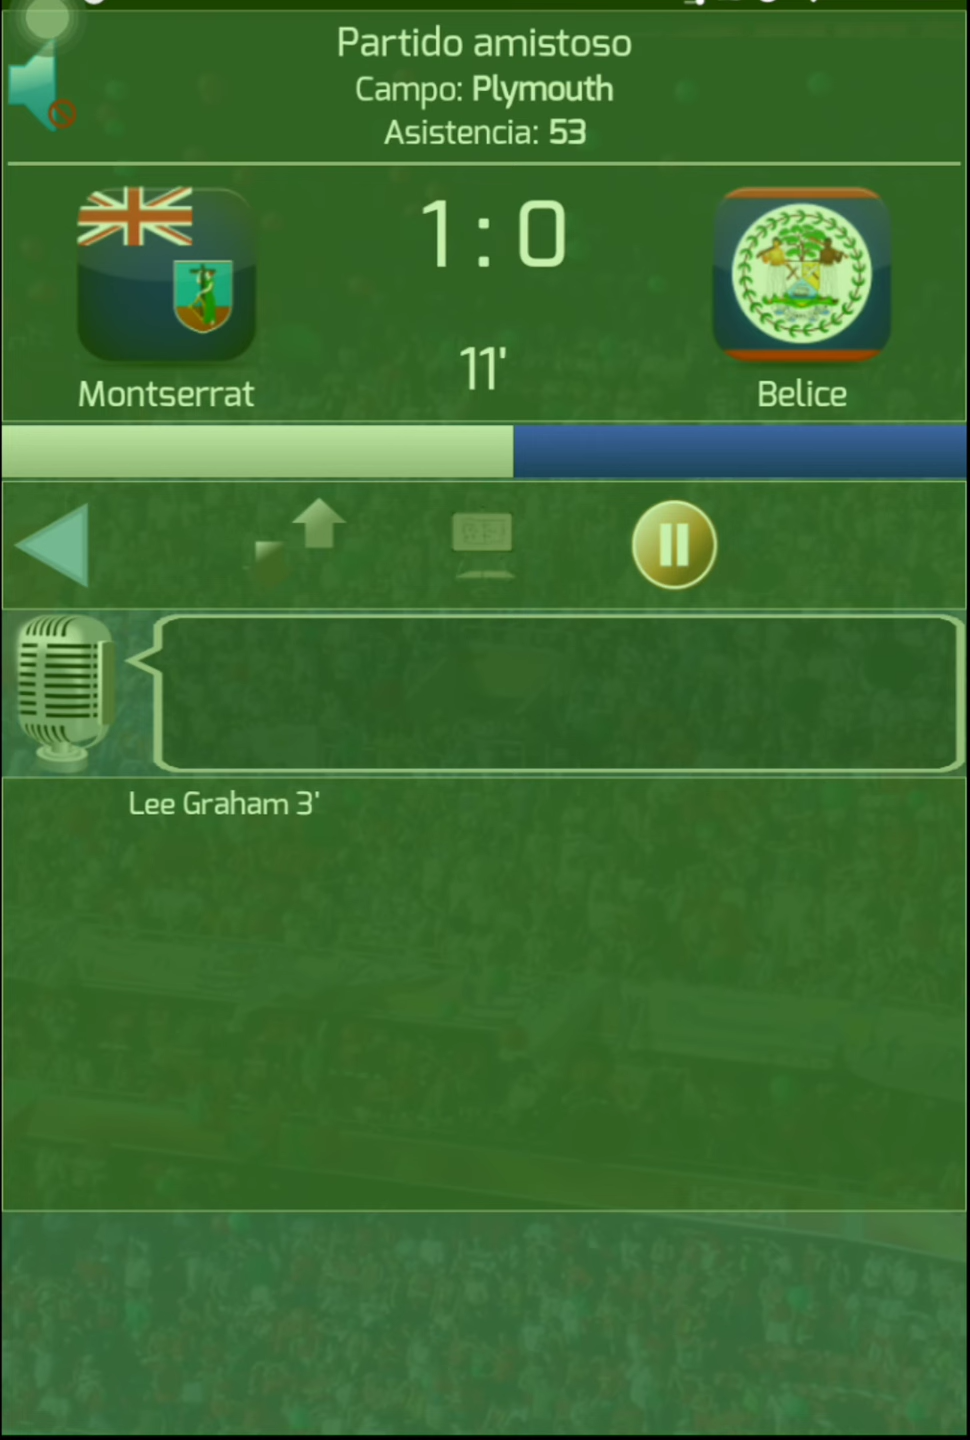 Partido amistoso
Campo: Plymouth
Asistencia: 53
1 : 0
11'
Montserrat
Belice
Lee Graham 3'